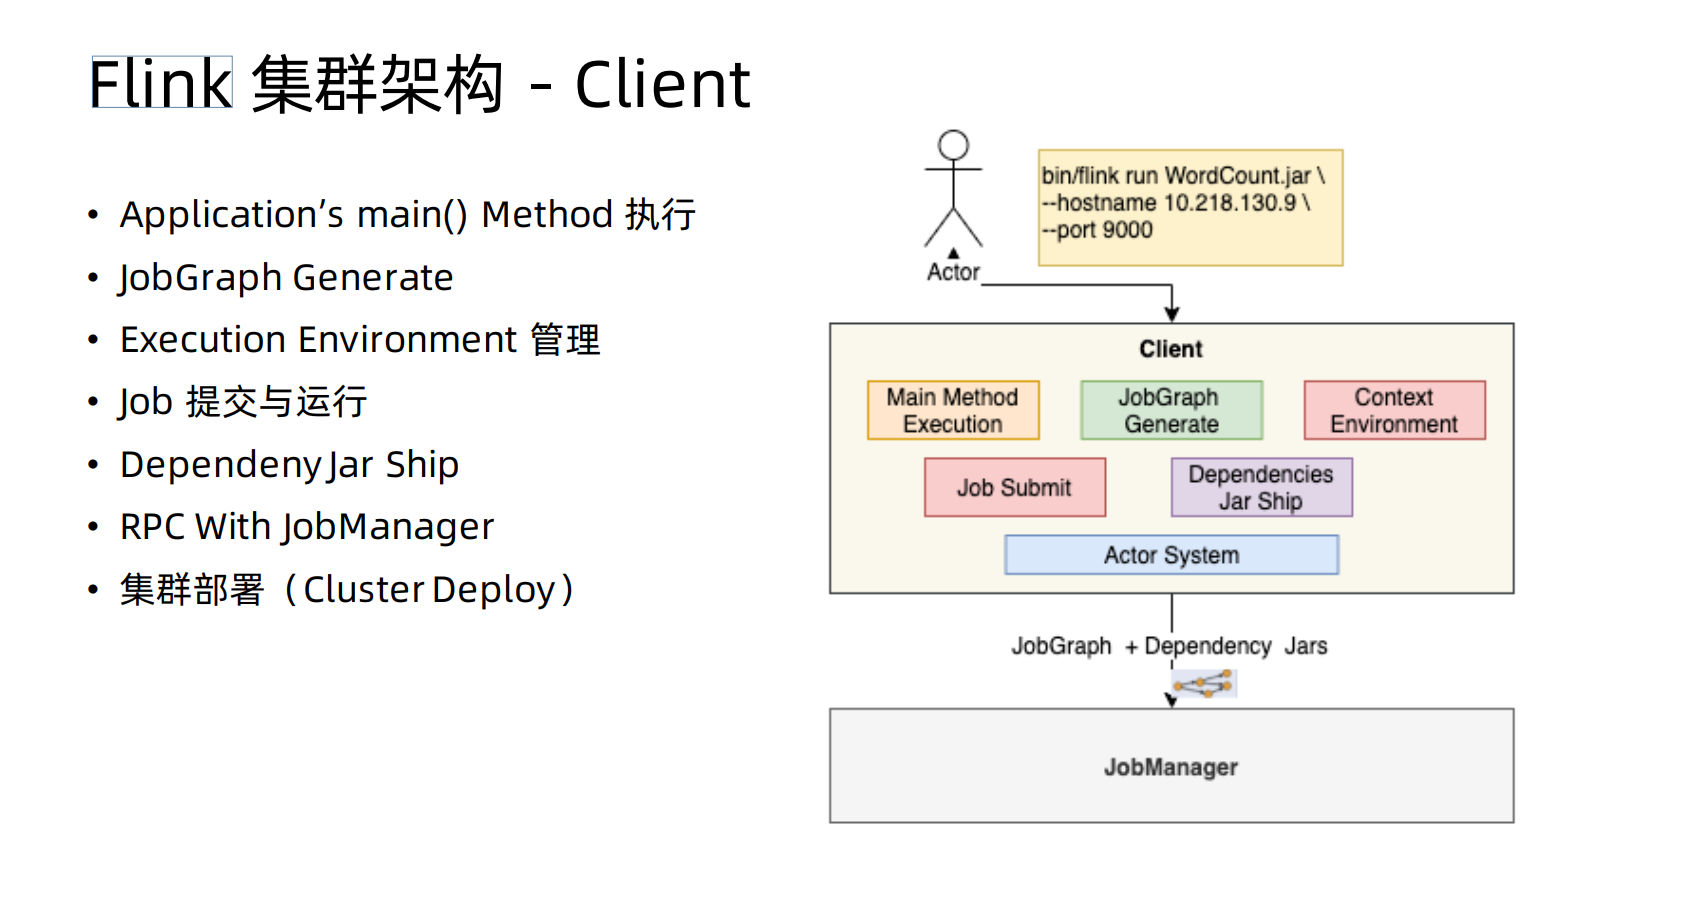 Flink 集群架构 - Client
• Application’s main() Method 执行
• JobGraph Generate
• Execution Environment 管理
• Job 提交与运行
• Dependeny Jar Ship
• RPC With JobManager
• 集群部署（Cluster Deploy）
bin/flink run WordCount.jar \
--hostname 10.218.130.9 \
--port 9000
Actor
Client
Main Method
Execution
JobGraph
Generate
Context
Environment
Job Submit
Dependencies
Jar Ship
Actor System
JobGraph + Dependency Jars
JobManager